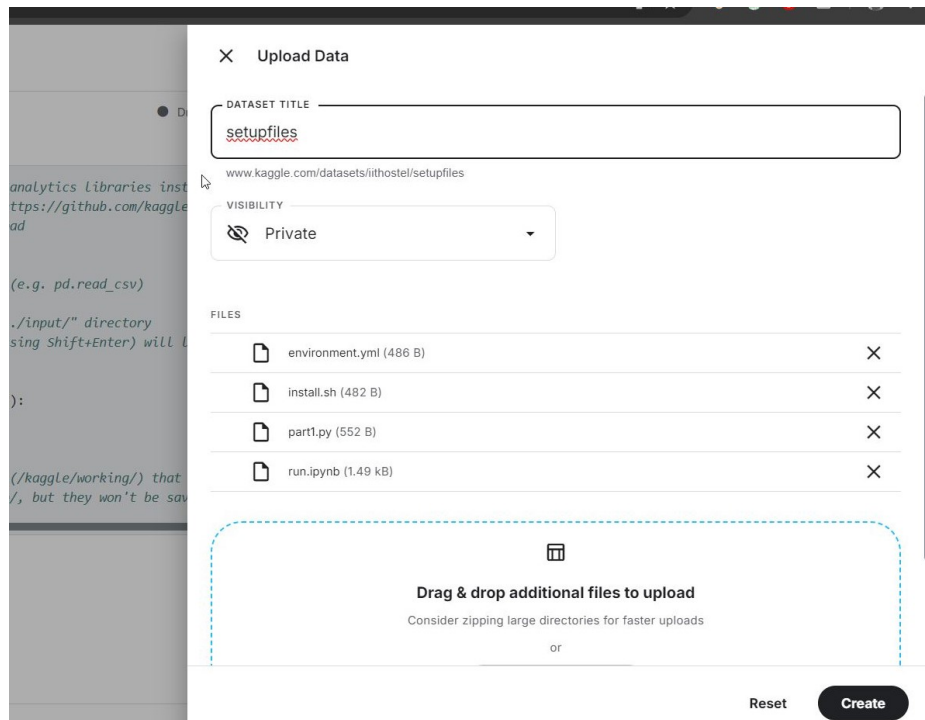 Upload Data
DATASET TITLE
setupfiles
www.kaggle.com/datasets/iithostel/setupfiles
VISIBILITY
Private
FILES
environment.yml (486 B)
install.sh (482 B)
part1.py (552 B)
run.ipynb (1.49 kB)
Drag & drop additional files to upload
Consider zipping large directories for faster uploads
or
Reset
Create
analytics libraries inst
ttps://github.com/kaggle
ad
(e.g. pd.read_csv)
./input/" directory
sing Shift+Enter) will l
):
(/kaggle/working/) that
/, but they won't be sav